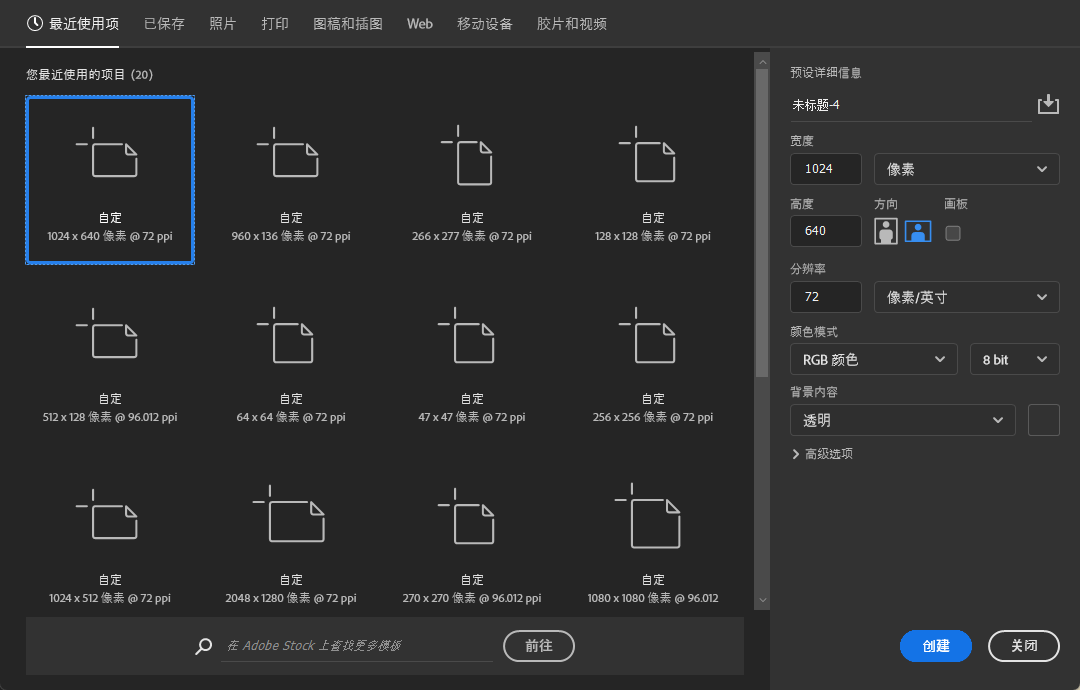 最近使用项 已保存 照片 打印 图稿和插图 Web 移动设备 胶片和视频
您最近使用的项目 (20)
自定 自定 自定 自定
1024 x 640 像素 @ 72 ppi 960 x 136 像素 @ 72 ppi 266 x 277 像素 @ 72 ppi 128 x 128 像素 @ 72 ppi
自定 自定 自定 自定
512 x 128 像素 @ 96.012 ppi 64 x 64 像素 @ 72 ppi 47 x 47 像素 @ 72 ppi 256 x 256 像素 @ 72 ppi
自定 自定 自定 自定
1024 x 512 像素 @ 72 ppi 2048 x 1280 像素 @ 72 ppi 270 x 270 像素 @ 96.012 ppi 1080 x 1080 像素 @ 96.012
在 Adobe Stock 上查找更多模板 前往
预设详细信息
未标题-4
宽度
1024 像素
高度 方向 画板
640
分辨率
72 像素/英寸
颜色模式
RGB 颜色 8 bit
背景内容
透明
高级选项
创建 关闭